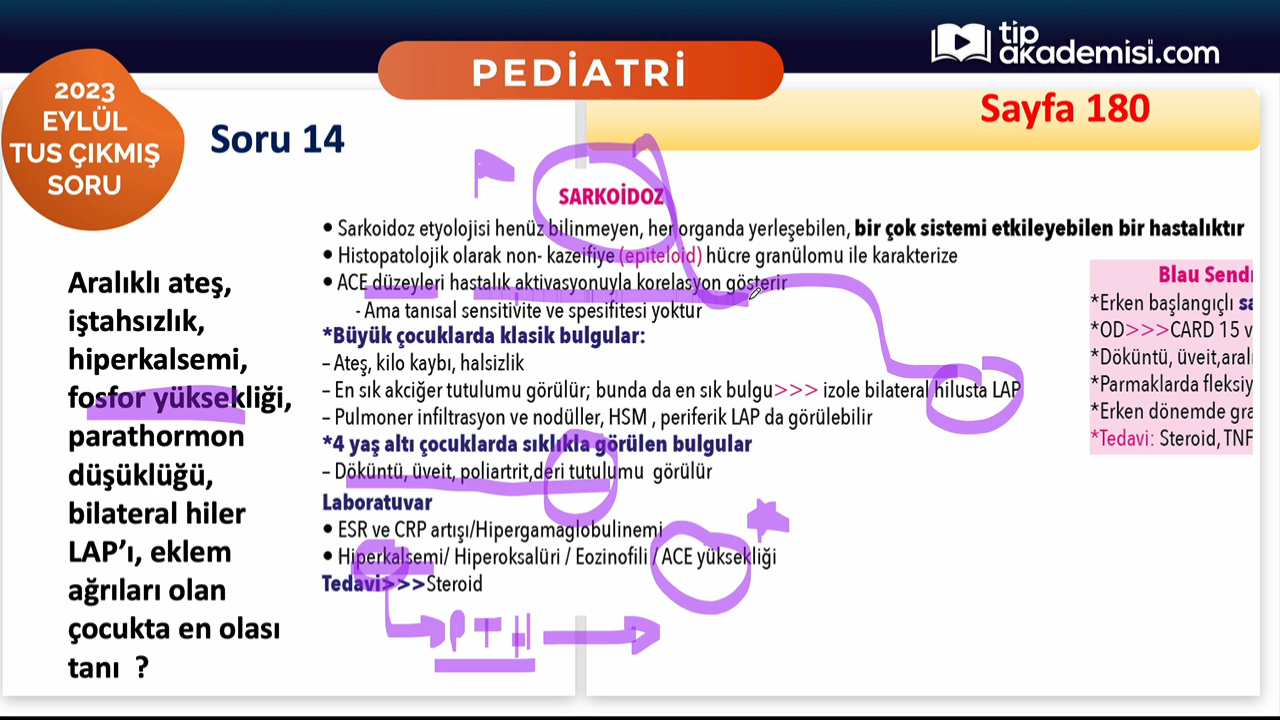 tip
akademisi.com
PEDİATRİ
2023
EYLÜL
TUS ÇIKMIŞ
SORU
Soru 14
Sayfa 180
Aralıklı ateş,
iştahsızlık,
hiperkalsemi,
fosfor yüksekliği,
parathormon
düşüklüğü,
bilateral hiler
LAP'ı, eklem
ağrıları olan
çocukta en olası
tanı ?
SARKOİDOZ
• Sarkoidoz etyolojisi henüz bilinmeyen, her organda yerleşebilen, bir çok sistemi etkileyebilen bir hastalıktır
• Histopatolojik olarak non- kazeifiye (epiteloid) hücre granülomu ile karakterize
• ACE düzeyleri hastalık aktivasyonuyla korelasyon gösterir
- Ama tanısal sensitivite ve spesifitesi yoktur
*Büyük çocuklarda klasik bulgular:
– Ateş, kilo kaybı, halsizlik
– En sık akciğer tutulumu görülür; bunda da en sık bulgu>>> izole bilateral hilusta LAP
– Pulmoner infiltrasyon ve nodüller, HSM , periferik LAP da görülebilir
*4 yaş altı çocuklarda sıklıkla görülen bulgular
– Döküntü, üveit, poliartrit,deri tutulumu görülür
Laboratuvar
• ESR ve CRP artışı/Hipergamaglobulinemi
• Hiperkalsemi/ Hiperoksalüri / Eozinofili / ACE yüksekliği
Tedavi>>>Steroid
PTH
Blau Send
*Erken başlangıçlı sa
*OD>>>CARD 15 v
*Döküntü, üveit,aral
*Parmaklarda fleksiy
*Erken dönemde gra
*Tedavi: Steroid, TNF